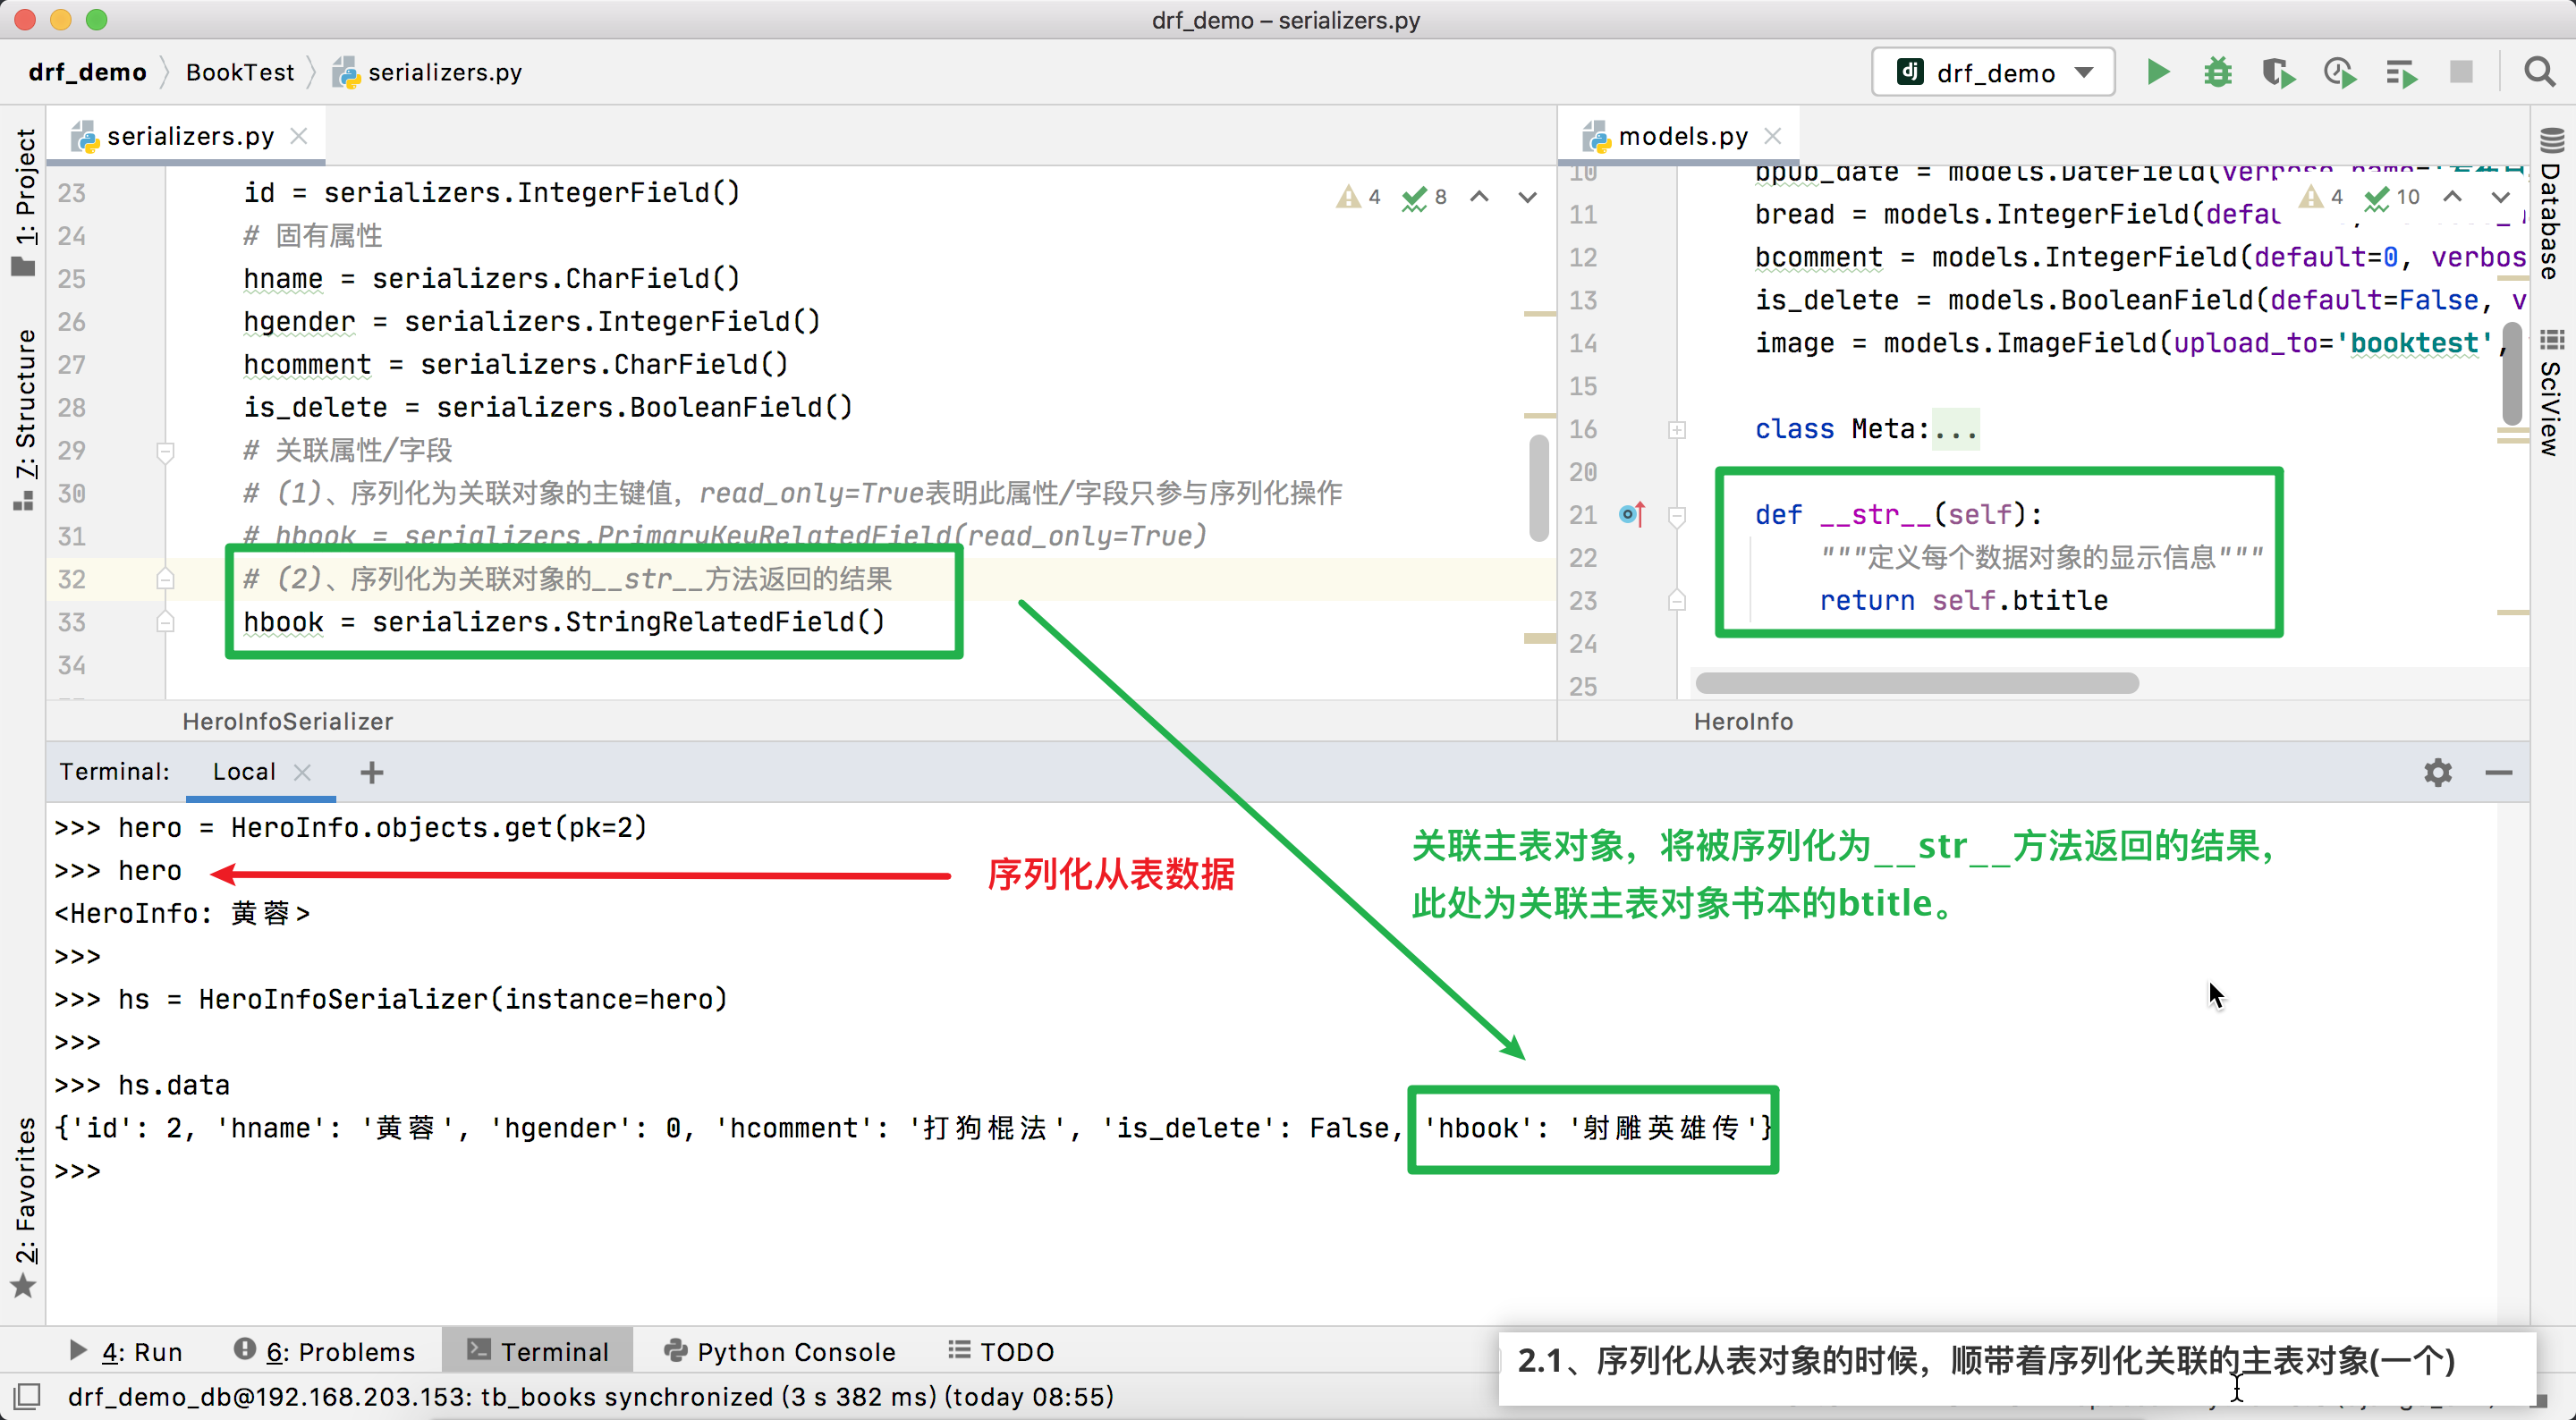 drf_demo – serializers.py
drf_demo BookTest serializers.py
drf_demo
1: Project
7: Structure
2: Favorites
serializers.py
4 8
23 id = serializers.IntegerField()
24 # 固有属性
25 hname = serializers.CharField()
26 hgender = serializers.IntegerField()
27 hcomment = serializers.CharField()
28 is_delete = serializers.BooleanField()
29 # 关联属性/字段
30 # (1)、序列化为关联对象的主键值，read_only=True表明此属性/字段只参与序列化操作
31 # hbook = serializers.PrimaryKeyRelatedField(read_only=True)
32 # (2)、序列化为关联对象的__str__方法返回的结果
33 hbook = serializers.StringRelatedField()
34
HeroInfoSerializer
models.py
4 10
10 bpub_date = models.DateField(verbose_name='发布日
11 bread = models.IntegerField(defau
12 bcomment = models.IntegerField(default=0, verbos
13 is_delete = models.BooleanField(default=False, v
14 image = models.ImageField(upload_to='booktest',
15
16 class Meta:...
20
21 def __str__(self):
22 """定义每个数据对象的显示信息"""
23 return self.btitle
24
25
HeroInfo
Database
SciView
Terminal: Local
>>> hero = HeroInfo.objects.get(pk=2)
>>> hero
序列化从表数据
<HeroInfo: 黄蓉>
>>>
>>> hs = HeroInfoSerializer(instance=hero)
>>>
>>> hs.data
{'id': 2, 'hname': '黄蓉', 'hgender': 0, 'hcomment': '打狗棍法', 'is_delete': False, 'hbook': '射雕英雄传'}
>>>
关联主表对象，将被序列化为__str__方法返回的结果，
此处为关联主表对象书本的btitle。
4: Run 6: Problems Terminal Python Console TODO
2.1、序列化从表对象的时候，顺带着序列化关联的主表对象(一个)
drf_demo_db@192.168.203.153: tb_books synchronized (3 s 382 ms) (today 08:55)